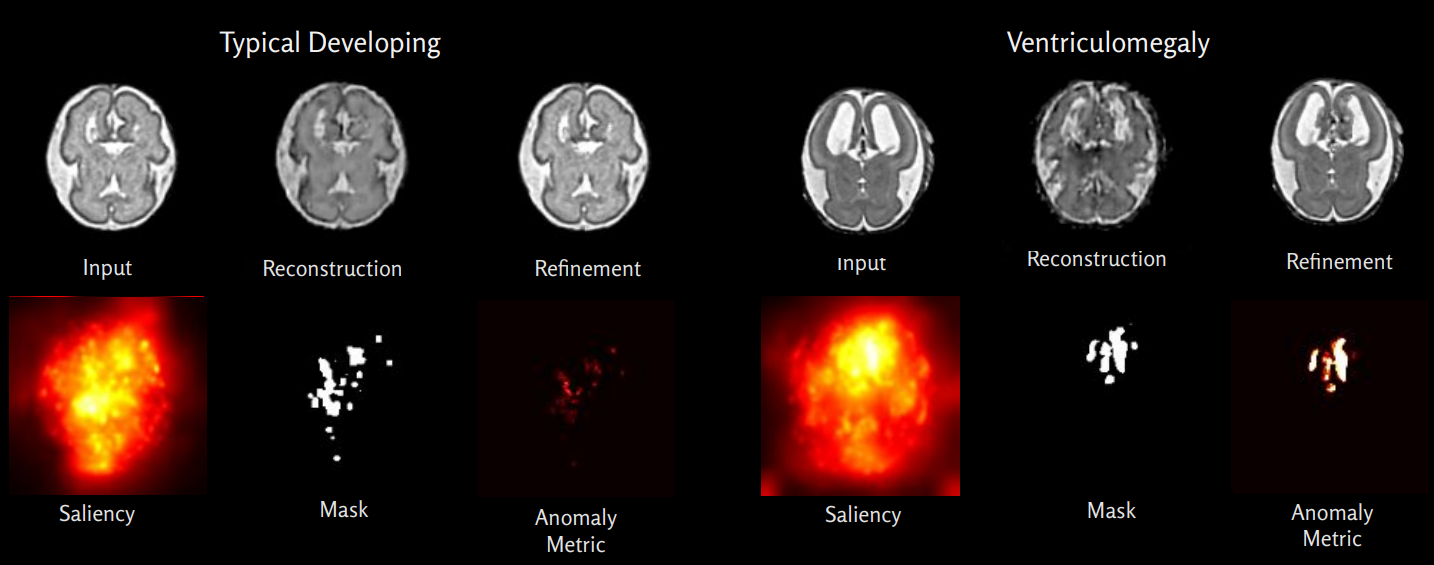 Typical Developing
Ventriculomegaly
Input
Reconstruction
Refinement
Input
Reconstruction
Refinement
Saliency
Mask
Anomaly
Metric
Saliency
Mask
Anomaly
Metric